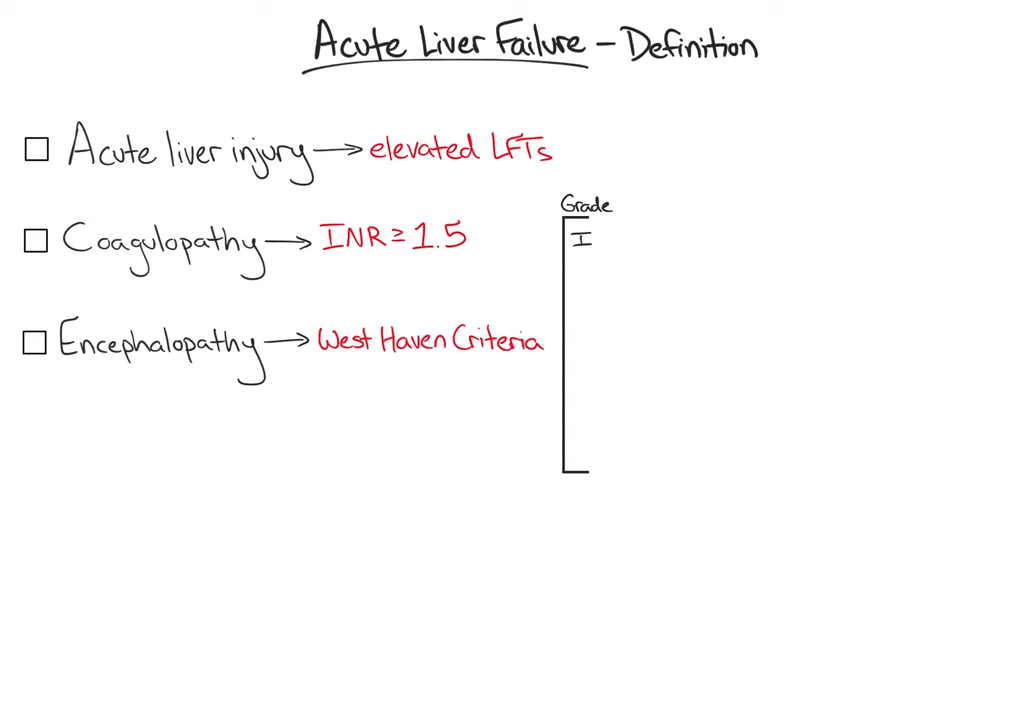 Acute Liver Failure – Definition
Acute liver injury → elevated LFTs
Grade
Coagulopathy → INR ≥ 1.5
I
Encephalopathy → West Haven Criteria